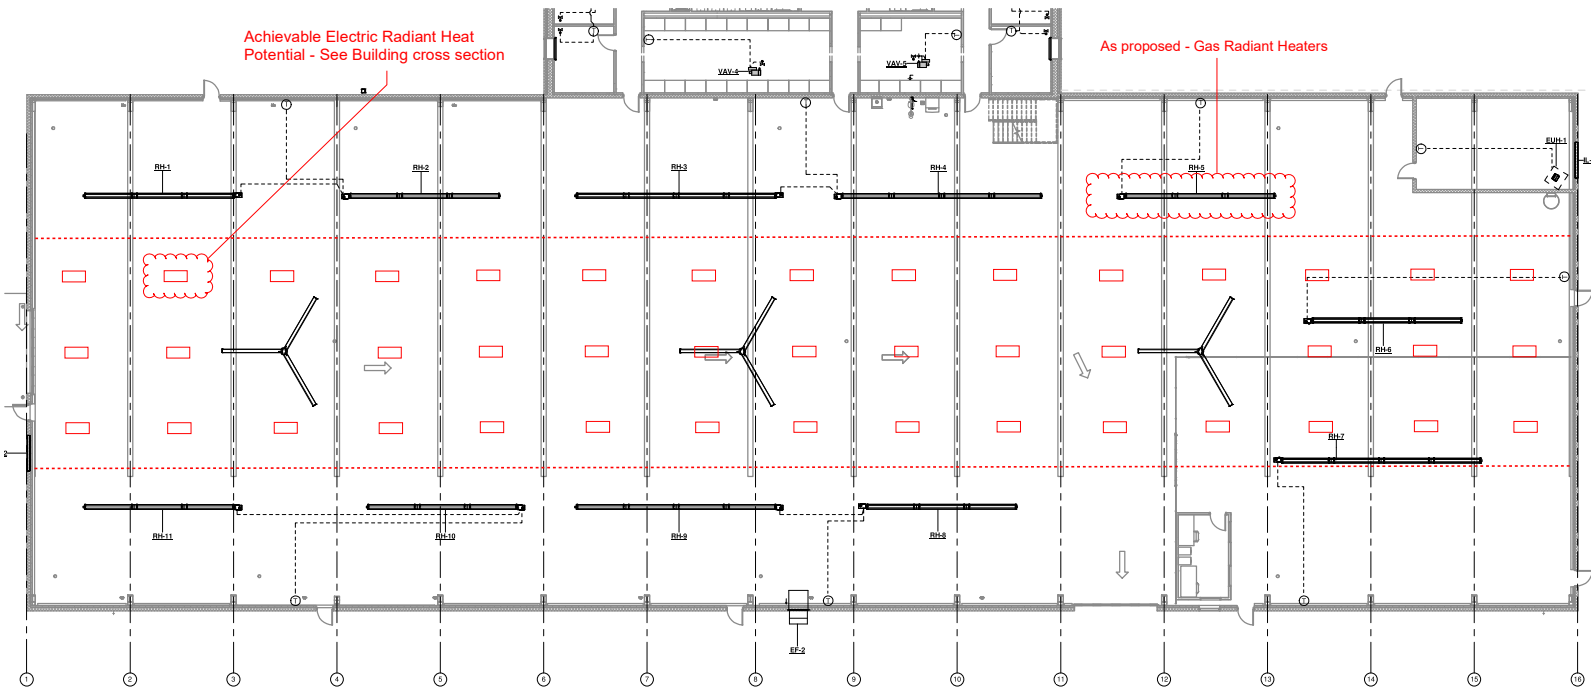 Achievable Electric Radiant Heat
Potential - See Building cross section
As proposed - Gas Radiant Heaters
VAV-4
VAV-5
T
T
T
T
T
T
T
T
EUH-1
IL-
RH-1
RH-2
RH-3
RH-4
RH-5
T
RH-6
RH-7
2
RH-11
RH-10
RH-9
RH-8
T
T
T
EF-2
1
2
3
4
5
6
7
8
9
10
11
12
13
14
15
16